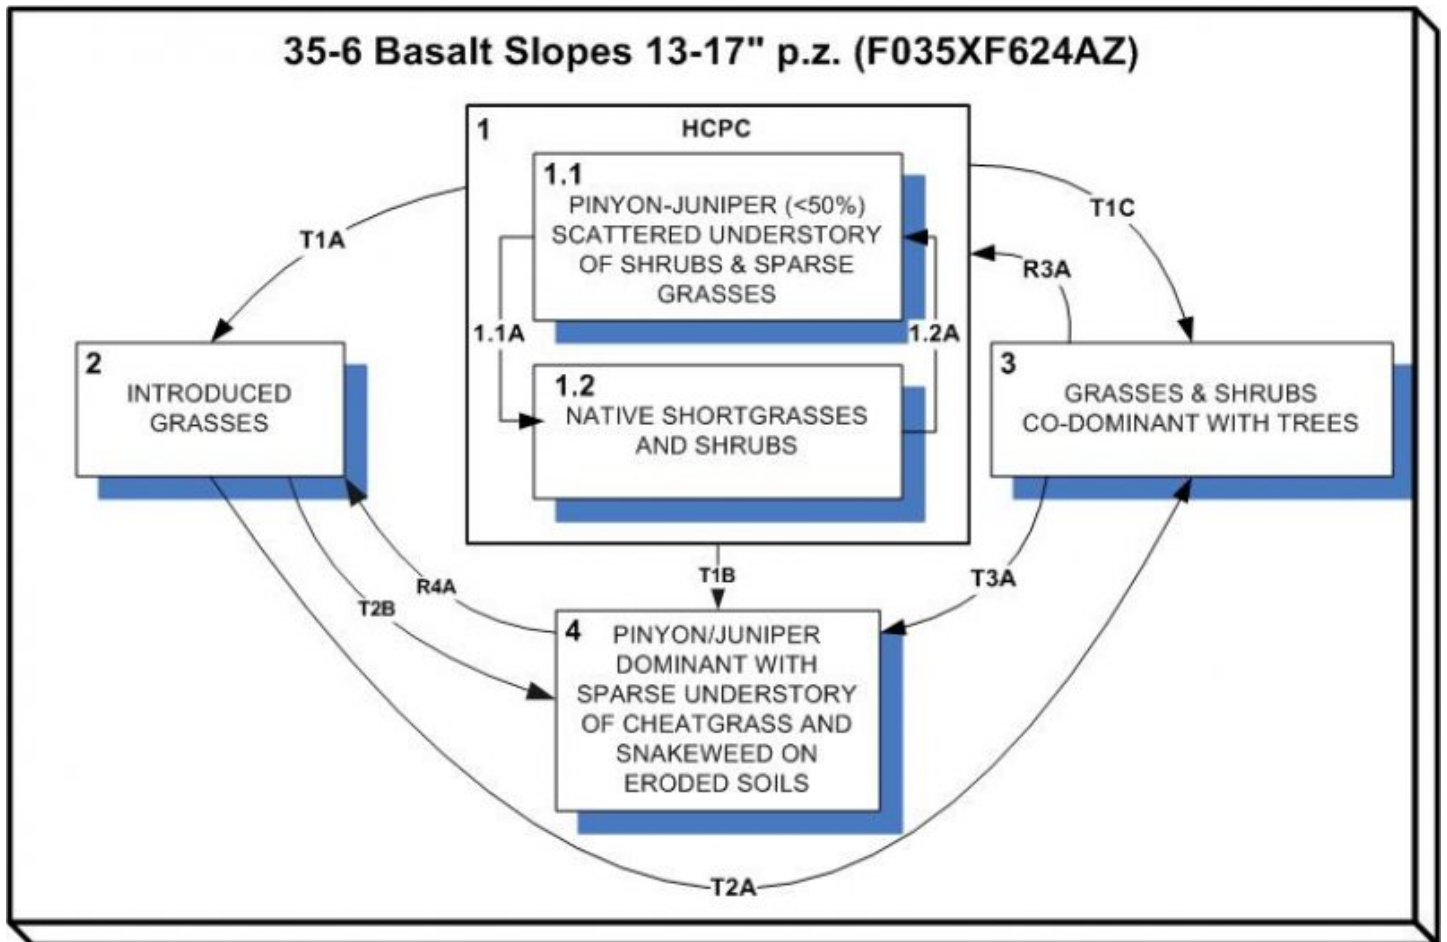 35-6 Basalt Slopes 13-17" p.z. (F035XF624AZ)
1
HCPC
1.1
PINYON-JUNIPER (<50%)
SCATTERED UNDERSTORY
OF SHRUBS & SPARSE
GRASSES
T1A
T1C
R3A
1.1A
1.2A
2
INTRODUCED
GRASSES
1.2
NATIVE SHORTGRASSES
AND SHRUBS
3
GRASSES & SHRUBS
CO-DOMINANT WITH TREES
R4A
T2B
T1B
T3A
4
PINYON/JUNIPER
DOMINANT WITH
SPARSE UNDERSTORY
OF CHEATGRASS AND
SNAKEWEED ON
ERODED SOILS
T2A